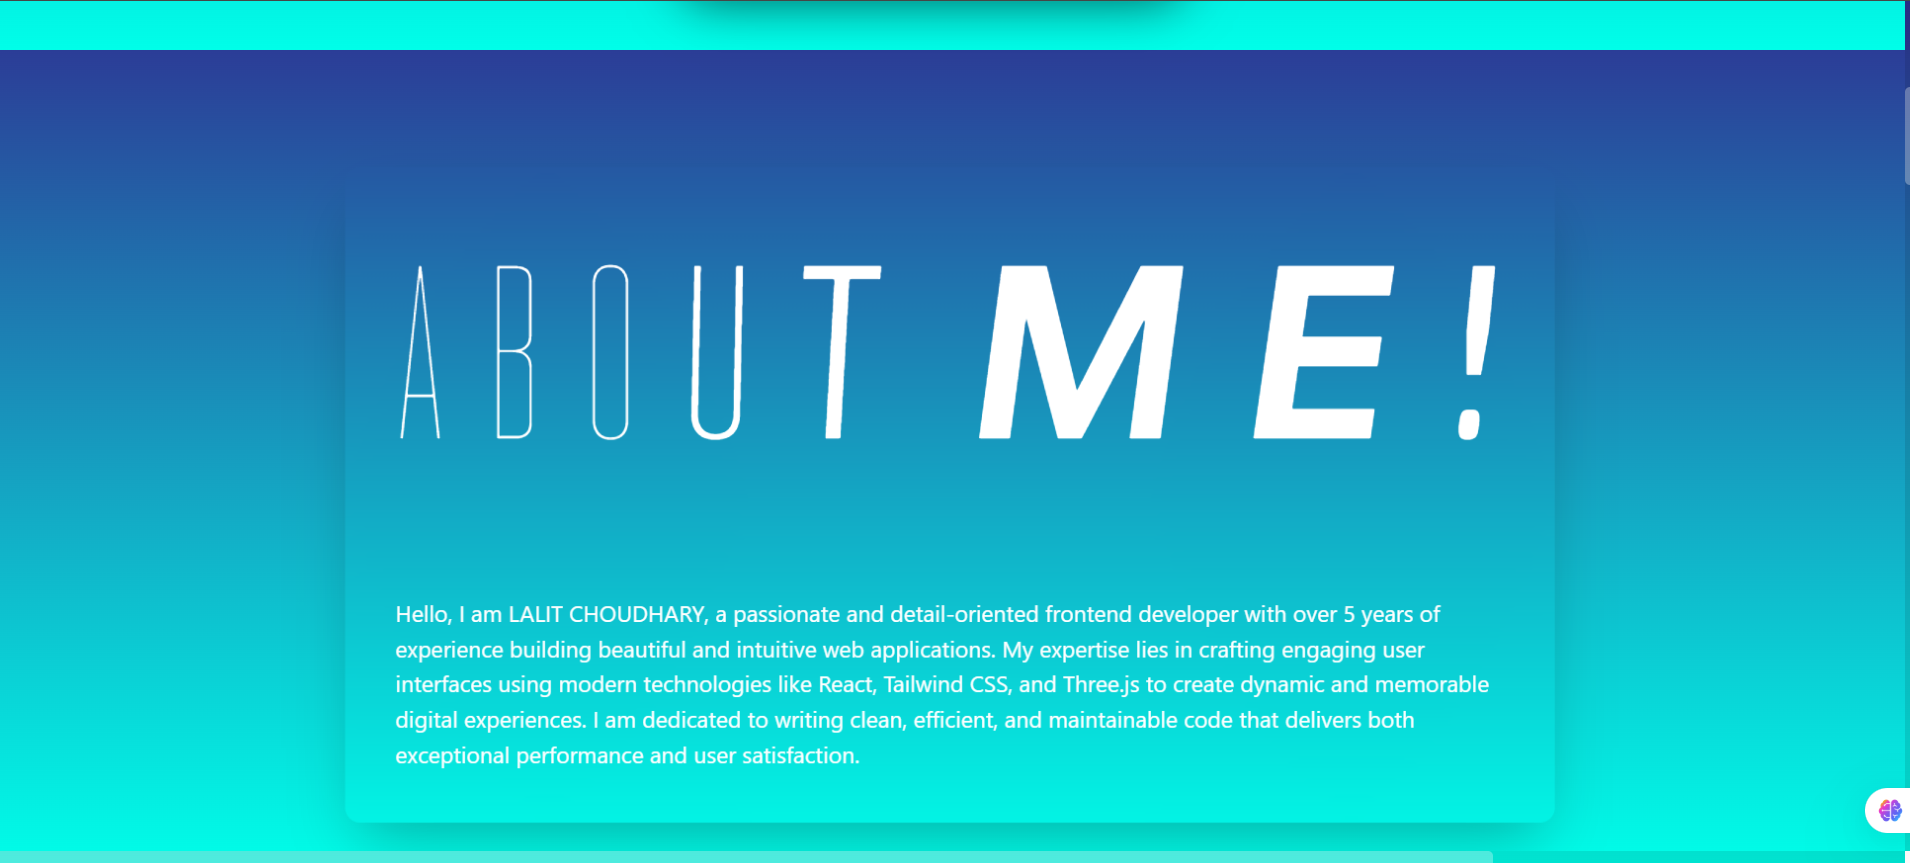 ABOUT ME!
Hello, I am LALIT CHOUDHARY, a passionate and detail-oriented frontend developer with over 5 years of
experience building beautiful and intuitive web applications. My expertise lies in crafting engaging user
interfaces using modern technologies like React, Tailwind CSS, and Three.js to create dynamic and memorable
digital experiences. I am dedicated to writing clean, efficient, and maintainable code that delivers both
exceptional performance and user satisfaction.